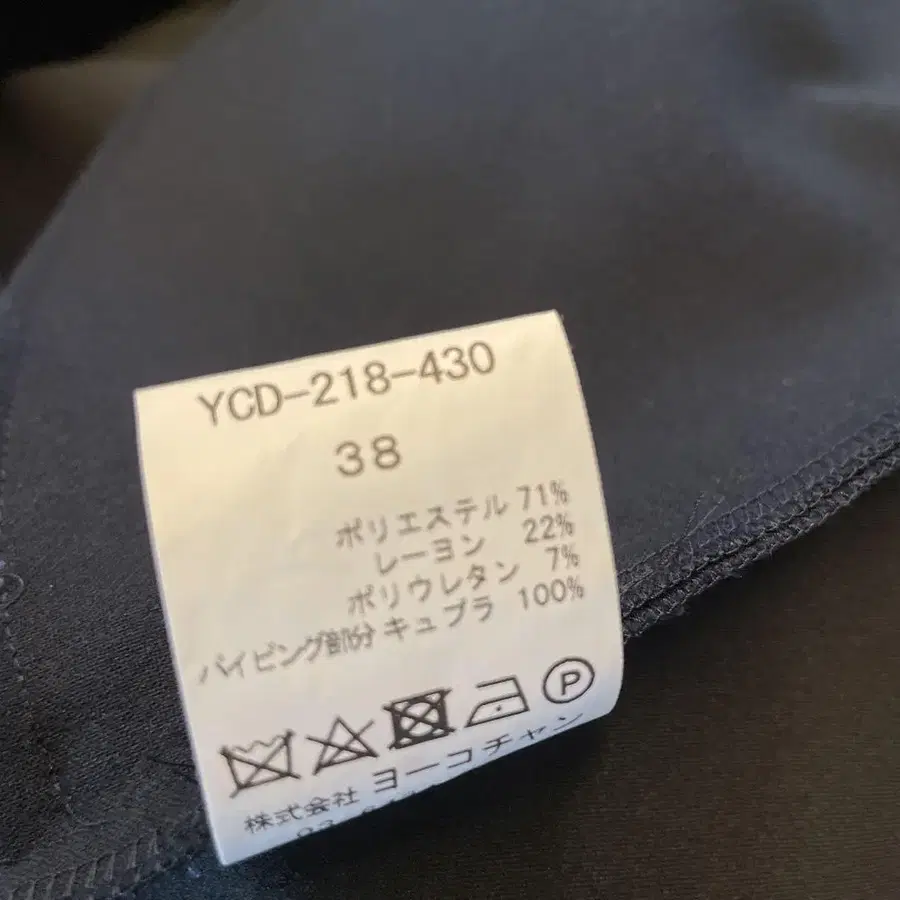 YCD-218-430
38
ポリエステル 71%
レーヨン 22%
ポリウレタン 7%
パイピング部分 キュプラ 100%
P
株式会社 ヨーコチャン